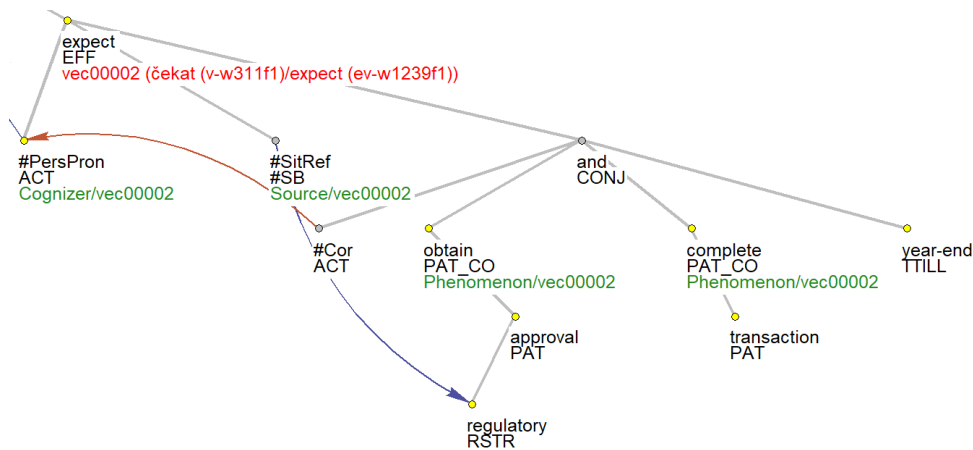 expect
EFF
vec00002 (čekat (v-w311f1)/expect (ev-w1239f1))
#PersPron
ACT
Cognizer/vec00002
#SitRef
#SB
Source/vec00002
and
CONJ
#Cor
ACT
obtain
PAT_CO
Phenomenon/vec00002
complete
PAT_CO
Phenomenon/vec00002
year-end
TTILL
approval
PAT
transaction
PAT
regulatory
RSTR